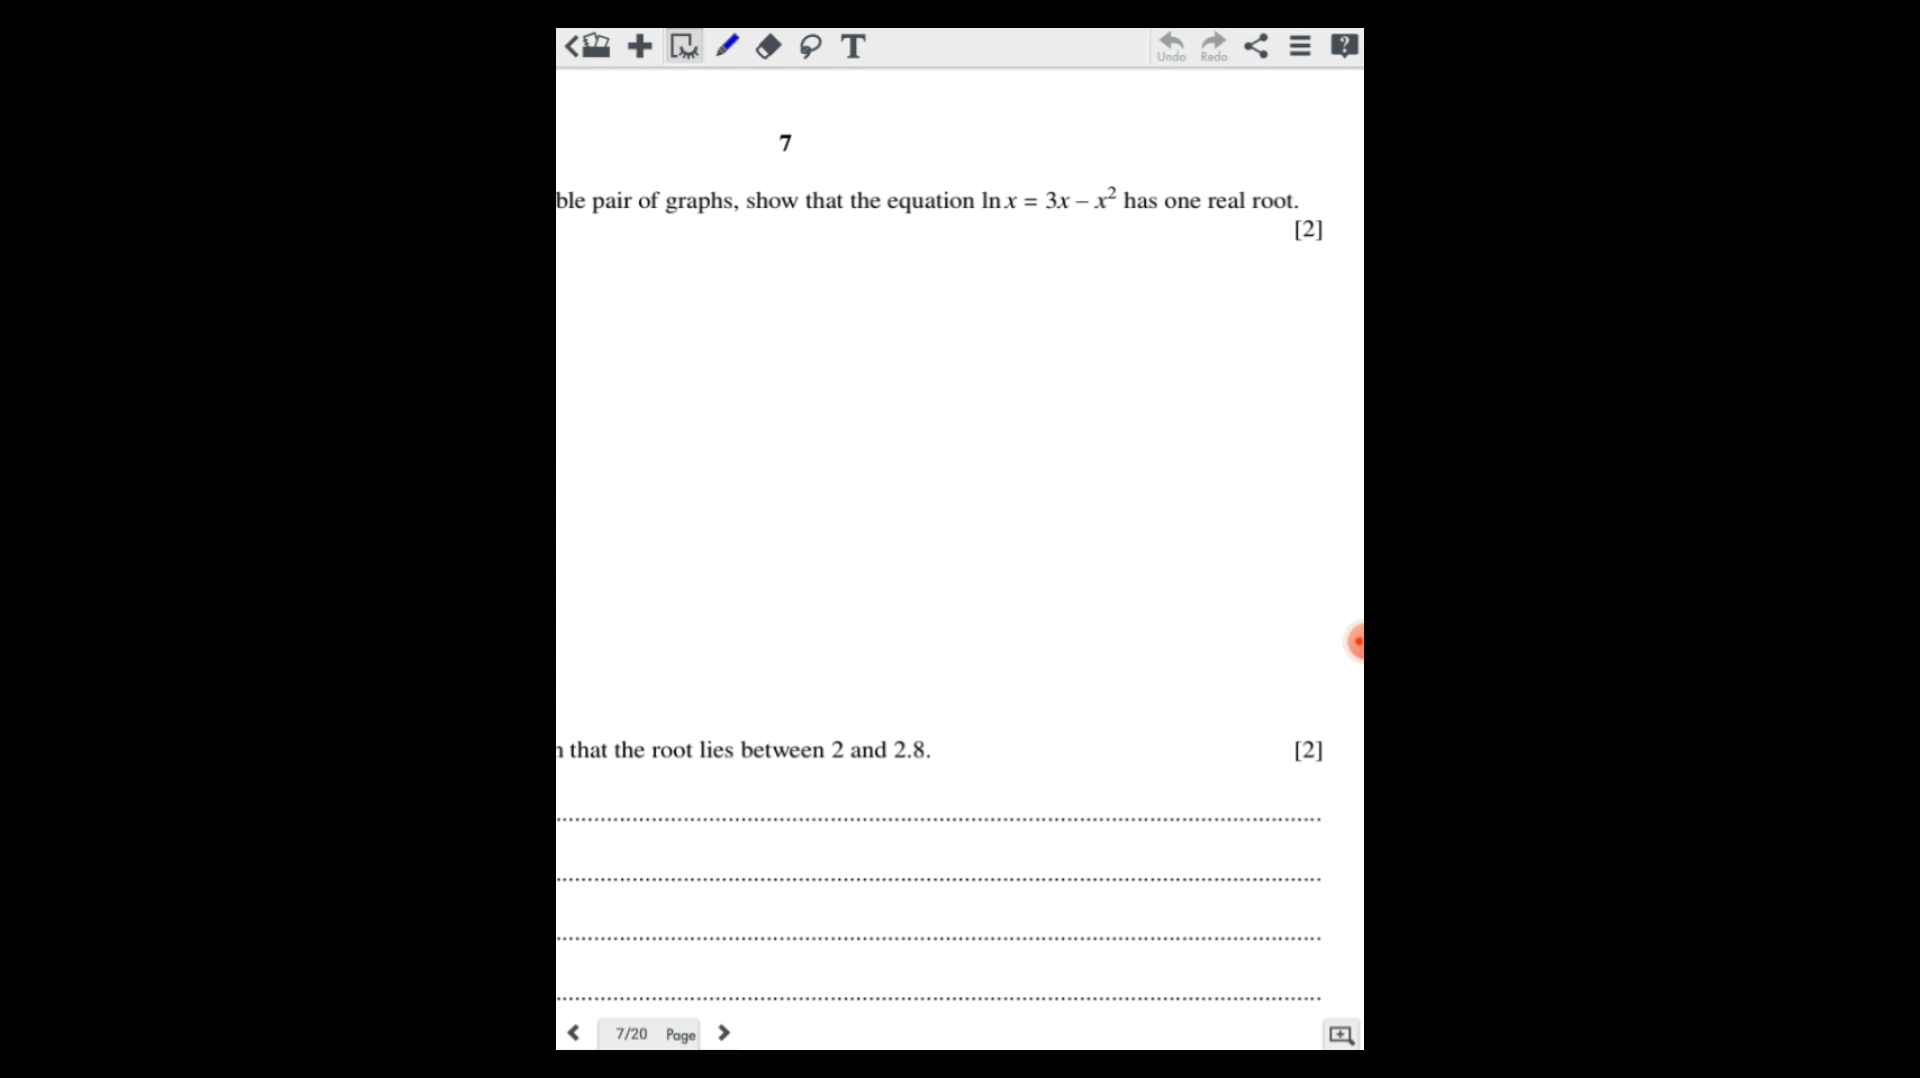 T
Undo Redo
?
7
ble pair of graphs, show that the equation ln x = 3x – x² has one real root.
[2]
that the root lies between 2 and 2.8. [2]
7/20 Page